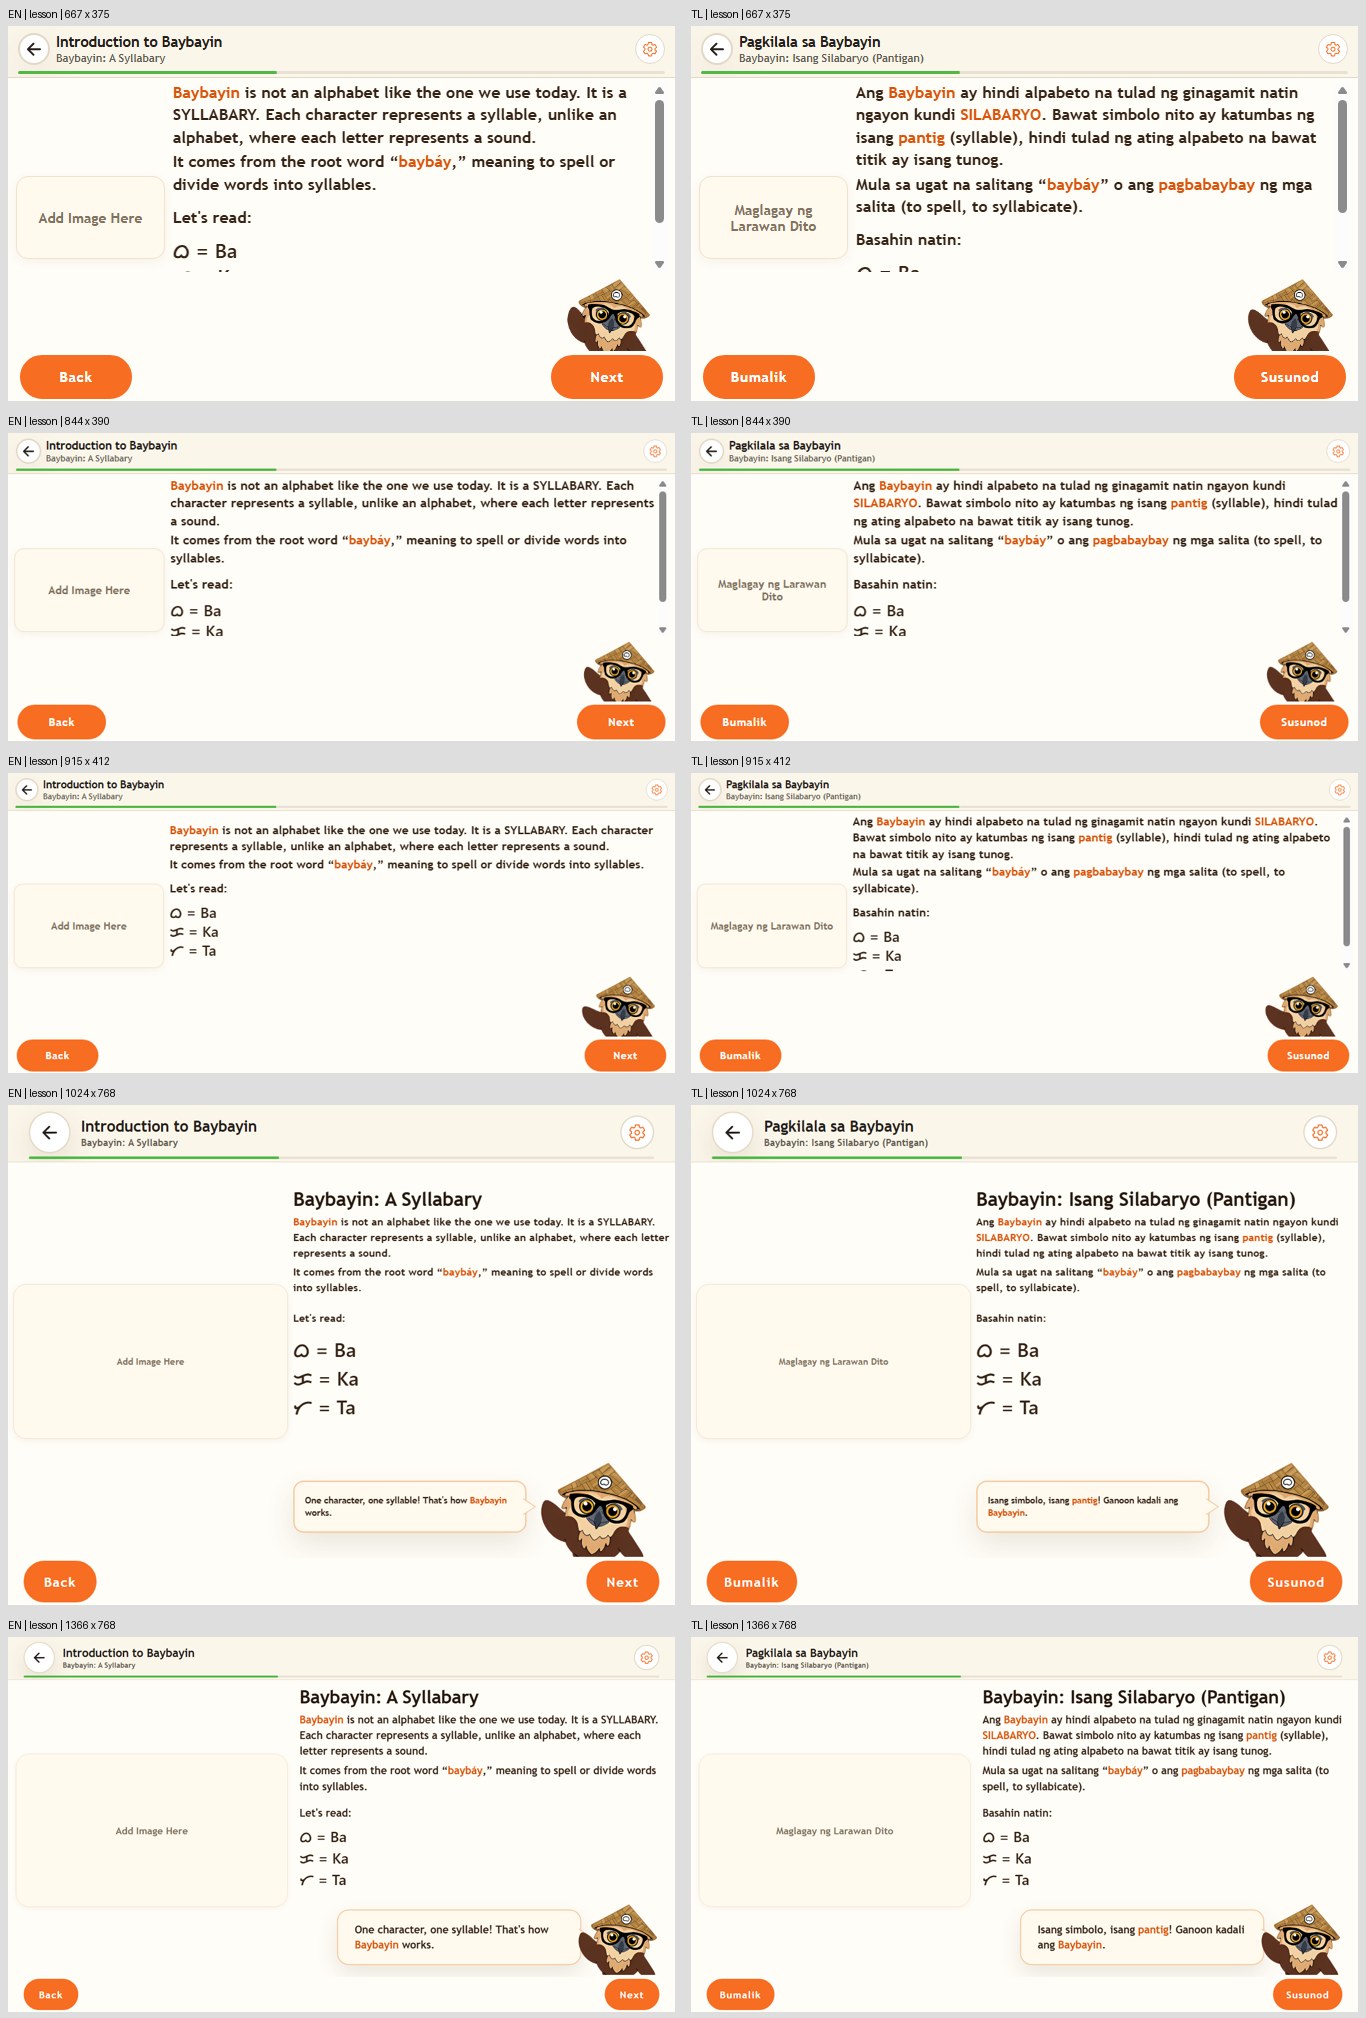 EN | lesson | 667 x 375
Introduction to Baybayin
Baybayin: A Syllabary
Baybayin is not an alphabet like the one we use today. It is a
SYLLABARY. Each character represents a syllable, unlike an
alphabet, where each letter represents a sound.
It comes from the root word “baybáy,” meaning to spell or
divide words into syllables.
Add Image Here
Let's read:
ᜊ = Ba
Back
Next
TL | lesson | 667 x 375
Pagkilala sa Baybayin
Baybayin: Isang Silabaryo (Pantigan)
Ang Baybayin ay hindi alpabeto na tulad ng ginagamit natin
ngayon kundi SILABARYO. Bawat simbolo nito ay katumbas ng
isang pantig (syllable), hindi tulad ng ating alpabeto na bawat
titik ay isang tunog.
Mula sa ugat na salitang “baybáy” o ang pagbabaybay ng mga
salita (to spell, to syllabicate).
Maglagay ng
Larawan Dito
Basahin natin:
Bumalik
Susunod
EN | lesson | 844 x 390
Introduction to Baybayin
Baybayin: A Syllabary
Baybayin is not an alphabet like the one we use today. It is a SYLLABARY. Each
character represents a syllable, unlike an alphabet, where each letter represents
a sound.
It comes from the root word “baybáy,” meaning to spell or divide words into
syllables.
Add Image Here
Let's read:
ᜊ = Ba
ᜃ = Ka
Back
Next
TL | lesson | 844 x 390
Pagkilala sa Baybayin
Baybayin: Isang Silabaryo (Pantigan)
Ang Baybayin ay hindi alpabeto na tulad ng ginagamit natin ngayon kundi
SILABARYO. Bawat simbolo nito ay katumbas ng isang pantig (syllable), hindi tulad
ng ating alpabeto na bawat titik ay isang tunog.
Mula sa ugat na salitang “baybáy” o ang pagbabaybay ng mga salita (to spell, to
syllabicate).
Maglagay ng Larawan
Dito
Basahin natin:
ᜊ = Ba
ᜃ = Ka
Bumalik
Susunod
EN | lesson | 915 x 412
Introduction to Baybayin
Baybayin: A Syllabary
Baybayin is not an alphabet like the one we use today. It is a SYLLABARY. Each character
represents a syllable, unlike an alphabet, where each letter represents a sound.
It comes from the root word “baybáy,” meaning to spell or divide words into syllables.
Add Image Here
Let's read:
ᜊ = Ba
ᜃ = Ka
ᜆ = Ta
Back
Next
TL | lesson | 915 x 412
Pagkilala sa Baybayin
Baybayin: Isang Silabaryo (Pantigan)
Ang Baybayin ay hindi alpabeto na tulad ng ginagamit natin ngayon kundi SILABARYO.
Bawat simbolo nito ay katumbas ng isang pantig (syllable), hindi tulad ng ating alpabeto
na bawat titik ay isang tunog.
Mula sa ugat na salitang “baybáy” o ang pagbabaybay ng mga salita (to spell, to
syllabicate).
Maglagay ng Larawan Dito
Basahin natin:
ᜊ = Ba
ᜃ = Ka
Bumalik
Susunod
EN | lesson | 1024 x 768
Introduction to Baybayin
Baybayin: A Syllabary
Baybayin: A Syllabary
Baybayin is not an alphabet like the one we use today. It is a SYLLABARY.
Each character represents a syllable, unlike an alphabet, where each letter
represents a sound.
It comes from the root word “baybáy,” meaning to spell or divide words
into syllables.
Add Image Here
Let's read:
ᜊ = Ba
ᜃ = Ka
ᜆ = Ta
One character, one syllable! That's how Baybayin
works.
Back
Next
TL | lesson | 1024 x 768
Pagkilala sa Baybayin
Baybayin: Isang Silabaryo (Pantigan)
Baybayin: Isang Silabaryo (Pantigan)
Ang Baybayin ay hindi alpabeto na tulad ng ginagamit natin ngayon kundi
SILABARYO. Bawat simbolo nito ay katumbas ng isang pantig (syllable),
hindi tulad ng ating alpabeto na bawat titik ay isang tunog.
Mula sa ugat na salitang “baybáy” o ang pagbabaybay ng mga salita (to
spell, to syllabicate).
Maglagay ng Larawan Dito
Basahin natin:
ᜊ = Ba
ᜃ = Ka
ᜆ = Ta
Isang simbolo, isang pantig! Ganoon kadali ang
Baybayin.
Bumalik
Susunod
EN | lesson | 1366 x 768
Introduction to Baybayin
Baybayin: A Syllabary
Baybayin: A Syllabary
Baybayin is not an alphabet like the one we use today. It is a SYLLABARY.
Each character represents a syllable, unlike an alphabet, where each
letter represents a sound.
It comes from the root word “baybáy,” meaning to spell or divide words
into syllables.
Add Image Here
Let's read:
ᜊ = Ba
ᜃ = Ka
ᜆ = Ta
One character, one syllable! That's how
Baybayin works.
Back
Next
TL | lesson | 1366 x 768
Pagkilala sa Baybayin
Baybayin: Isang Silabaryo (Pantigan)
Baybayin: Isang Silabaryo (Pantigan)
Ang Baybayin ay hindi alpabeto na tulad ng ginagamit natin ngayon kundi
SILABARYO. Bawat simbolo nito ay katumbas ng isang pantig (syllable),
hindi tulad ng ating alpabeto na bawat titik ay isang tunog.
Mula sa ugat na salitang “baybáy” o ang pagbabaybay ng mga salita (to
spell, to syllabicate).
Maglagay ng Larawan Dito
Basahin natin:
ᜊ = Ba
ᜃ = Ka
ᜆ = Ta
Isang simbolo, isang pantig! Ganoon kadali
ang Baybayin.
Bumalik
Susunod